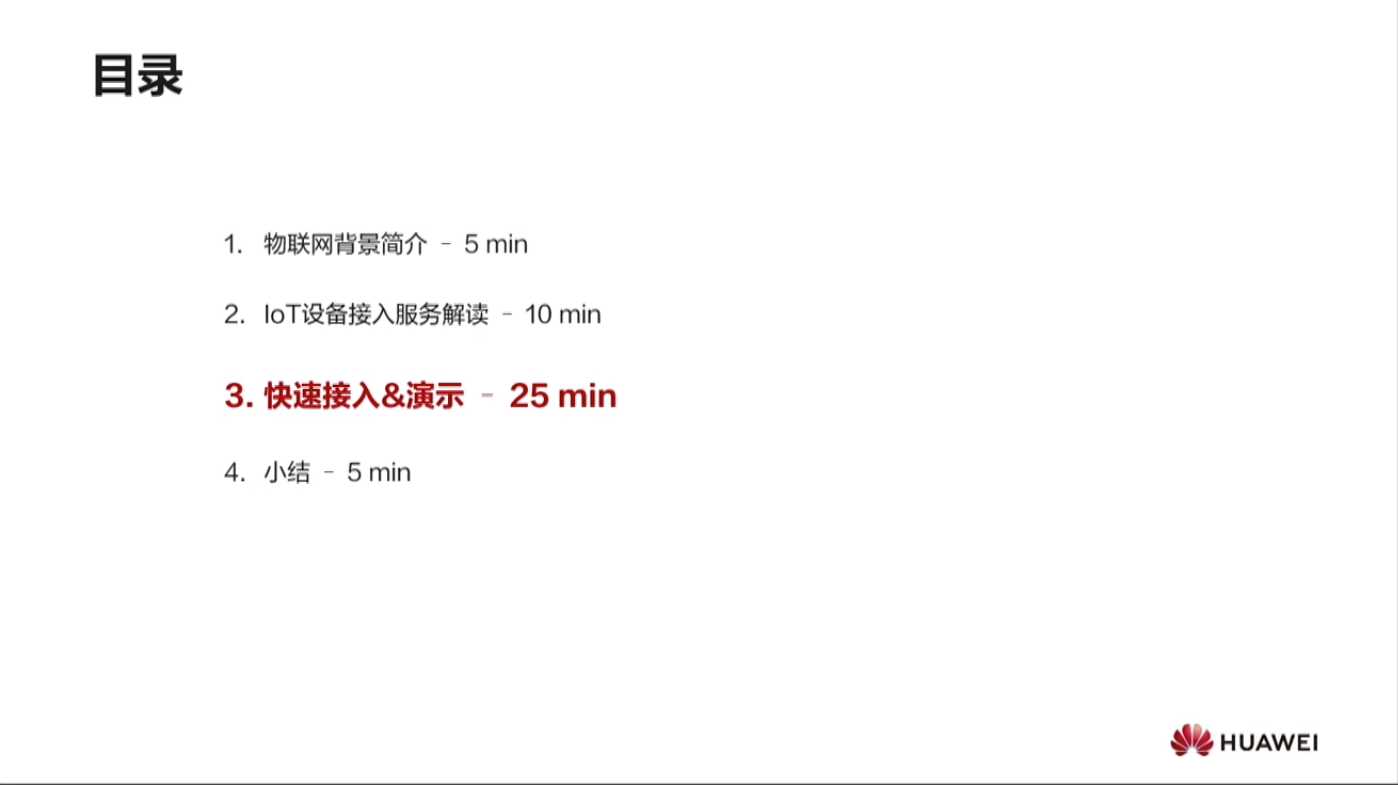 目录
1. 物联网背景简介 – 5 min
2. IoT设备接入服务解读 – 10 min
3. 快速接入&演示 – 25 min
4. 小结 – 5 min
HUAWEI